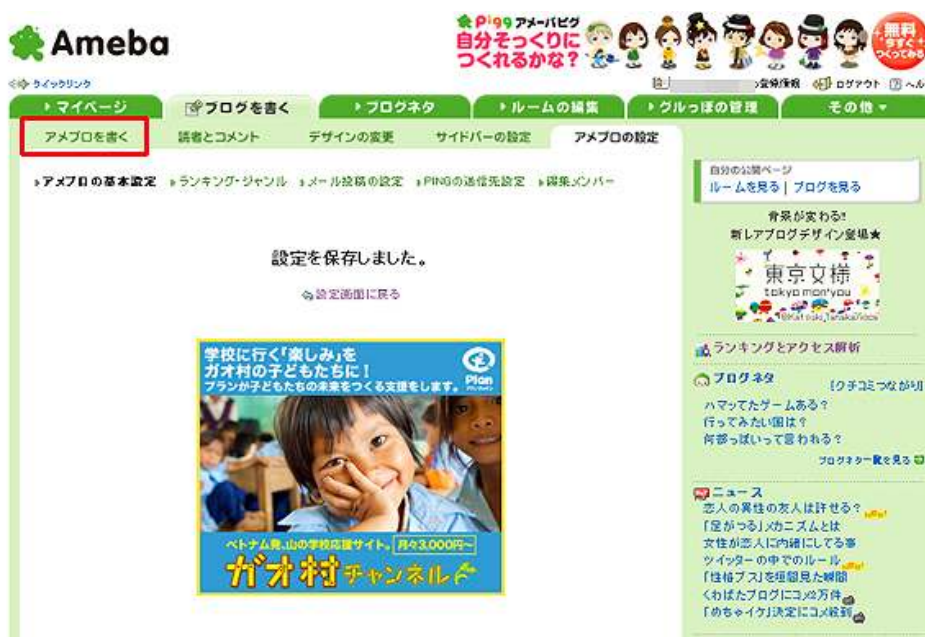 Ameba
Pigg アメーバピグ
自分そっくりに
つくれるかな?
無料
今すぐ
つくってみる
クイックリンク
登録情報 ログアウト ヘル
マイページ
ブログを書く
ブログネタ
ルームの編集
グルっぽの管理
その他
アメブロを書く
読者とコメント
デザインの変更
サイドバーの設定
アメブロの設定
アメブロの基本設定 ランキング・ジャンル メール投稿の設定 PINGの送信先設定 編集メンバー
設定を保存しました。
設定画面に戻る
学校に行く「楽しみ」を
ガオ村の子どもたちに!
プランが子どもたちの未来をつくる支援をします。
Plan
ベトナム発、山の学校応援サイト。 月々3,000円~
ガオ村チャンネル
自分の公開ページ
ルームを見る | ブログを見る
背景が変わる!!
新レアブログデザイン登場★
東京文様
tokyo mon'you
ランキングとアクセス解析
ブログネタ
[クチコミつながり]
ハマッてたゲームある?
行ってみたい国は?
何部っぽいって言われる?
ブログネタ一覧を見る
ニュース
恋人の異性の友人は許せる?
「足がつる」メカニズムとは
女性が恋人に内緒にしてる事
ツイッターの中でのルール
「性格ブス」を垣間見た瞬間
くわばたブログにコメ2万件
「めちゃイケ」決定にコメ殺到